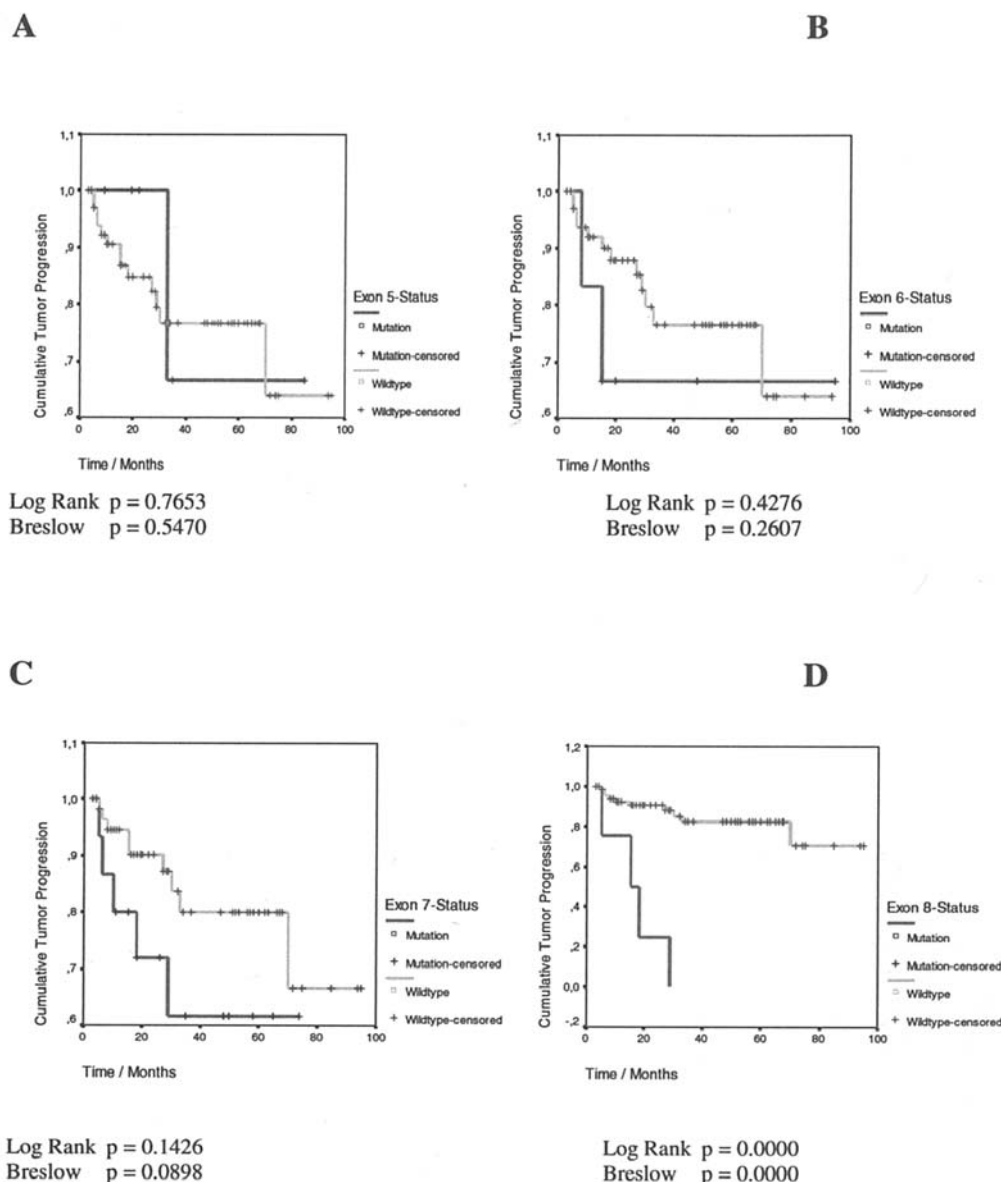 A
B
1,1
1,0
,9
,8
,7
,6
0
20
40
60
80
100
Cumulative Tumor Progression
Time / Months
Exon 5-Status
Mutation
Mutation-censored
Wildtype
Wildtype-censored
Log Rank p = 0.7653
Breslow p = 0.5470
1,1
1,0
,9
,8
,7
,6
0
20
40
60
80
100
Cumulative Tumor Progression
Time / Months
Exon 6-Status
Mutation
Mutation-censored
Wildtype
Wildtype-censored
Log Rank p = 0.4276
Breslow p = 0.2607
C
D
1,1
1,0
,9
,8
,7
,6
0
20
40
60
80
100
Cumulative Tumor Progression
Time / Months
Exon 7-Status
Mutation
Mutation-censored
Wildtype
Wildtype-censored
Log Rank p = 0.1426
Breslow p = 0.0898
1,2
1,0
,8
,6
,4
,2
0,0
-,2
0
20
40
60
80
100
Cumulative Tumor Progression
Time / Months
Exon 8-Status
Mutation
Mutation-censored
Wildtype
Wildtype-censored
Log Rank p = 0.0000
Breslow p = 0.0000